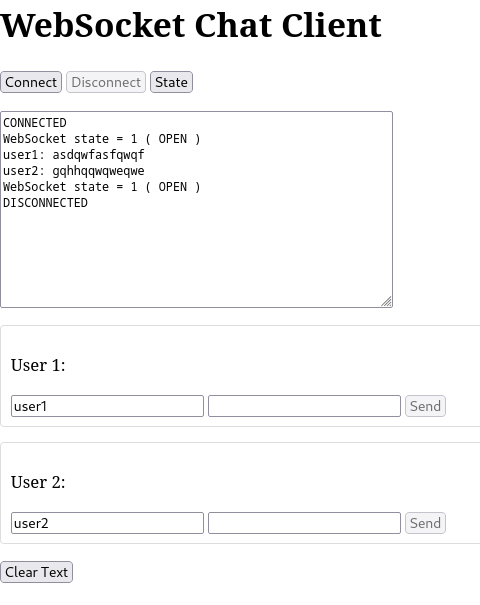 WebSocket Chat Client
Connect Disconnect State
CONNECTED
WebSocket state = 1 ( OPEN )
user1: asdqwfasfqwqf
user2: gqhhqqwqweqwe
WebSocket state = 1 ( OPEN )
DISCONNECTED
User 1:
user1 Send
User 2:
user2 Send
Clear Text